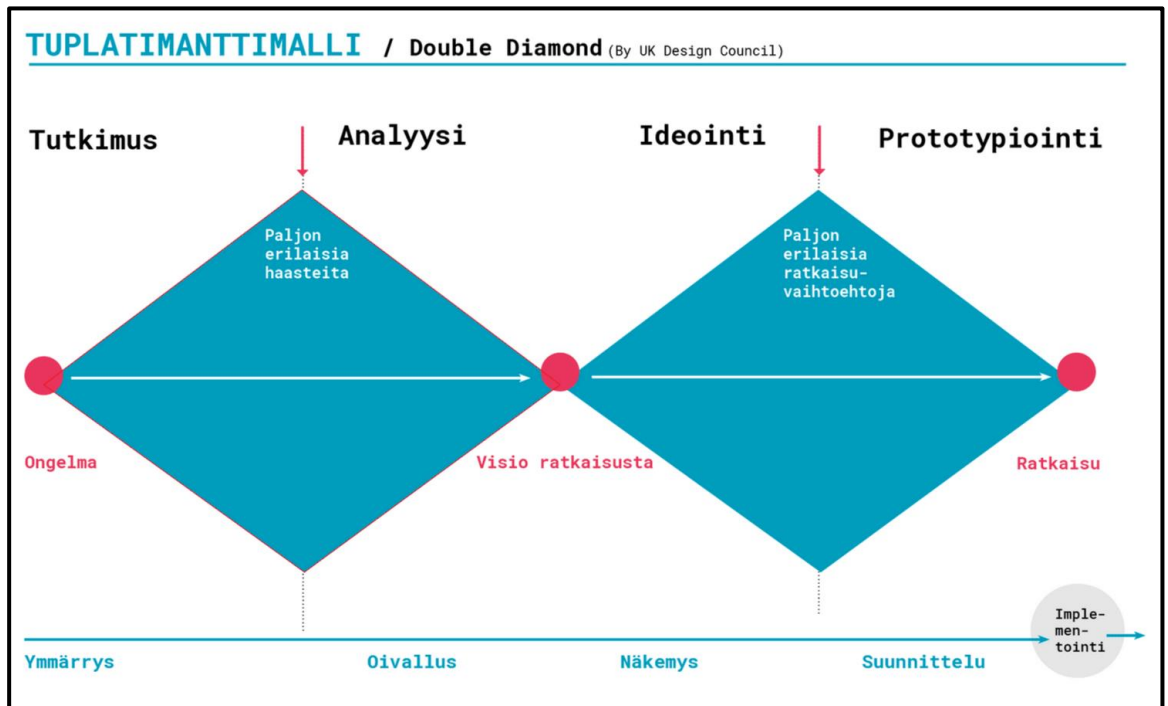 TUPLATIMANTTIMALLI / Double Diamond (By UK Design Council)
Tutkimus
Analyysi
Ideointi
Prototypiointi
Paljon
erilaisia
haasteita
Paljon
erilaisia
ratkaisu-
vaihtoehtoja
Ongelma
Visio ratkaisusta
Ratkaisu
Imple-
men-
tointi
Ymmärrys
Oivallus
Näkemys
Suunnittelu